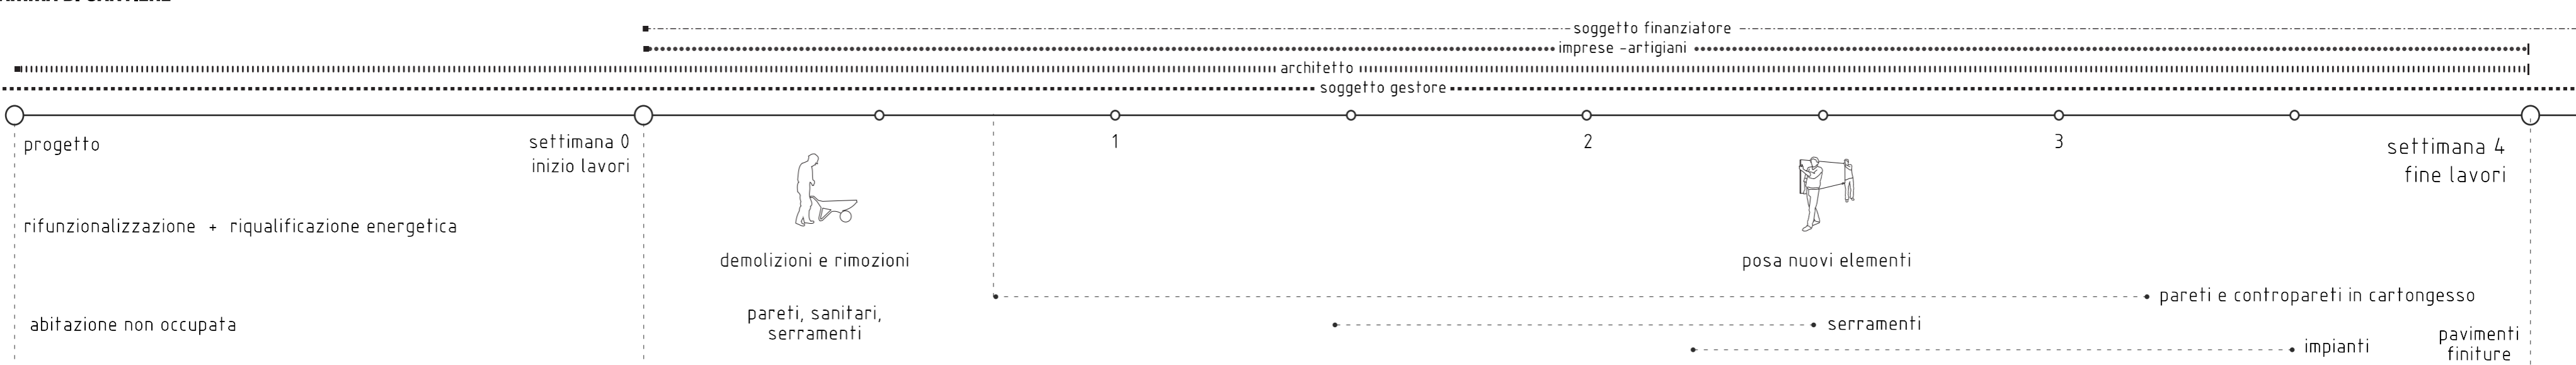 soggetto finanziatore
imprese -artigiani
architetto
soggetto gestore
progetto
settimana 0
inizio lavori
1
2
3
settimana 4
fine lavori
rifunzionalizzazione + riqualificazione energetica
demolizioni e rimozioni
posa nuovi elementi
abitazione non occupata
pareti, sanitari,
serramenti
pareti e contropareti in cartongesso
serramenti
impianti
pavimenti
finiture